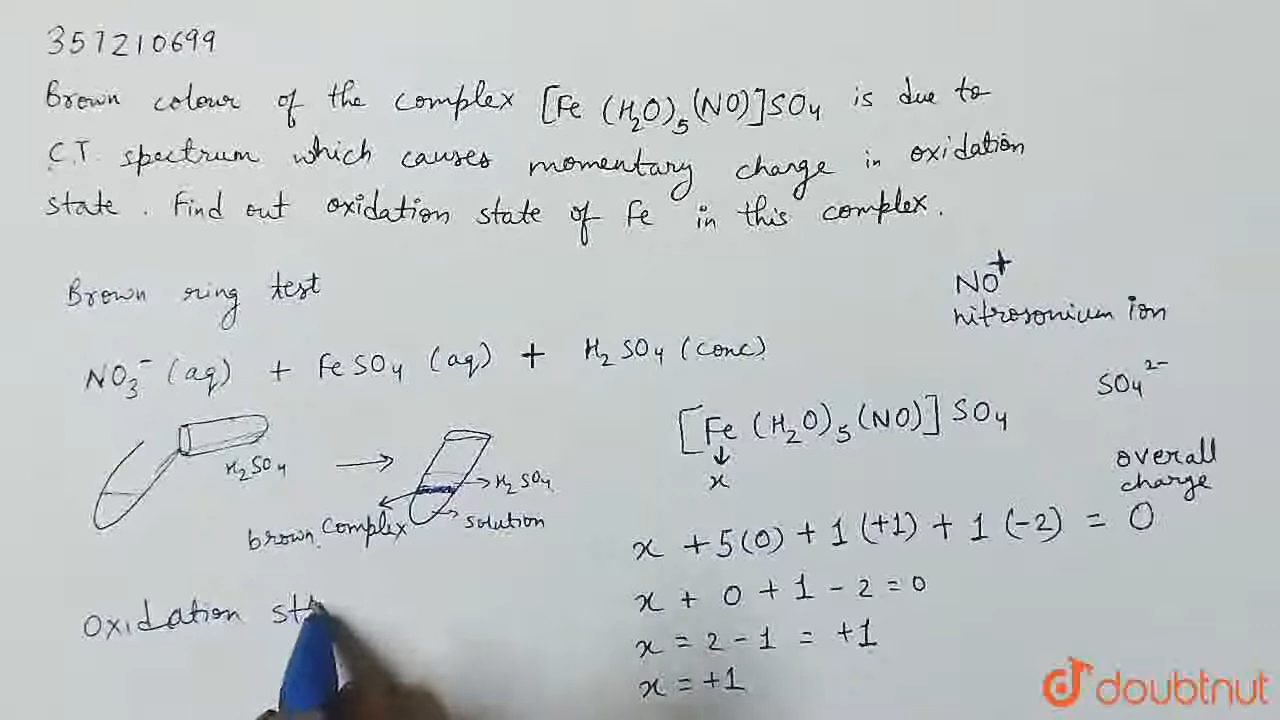 357210699
Brown colour of the complex [Fe (H₂O)₅(NO)]SO₄ is due to
C.T. spectrum which causes momentary charge in oxidation
state. Find out oxidation state of Fe in this complex.
Brown ring test
NO₃⁻ (aq) + FeSO₄ (aq) + H₂SO₄ (conc)
H₂SO₄
H₂SO₄
solution
brown complex
oxidation sta
NO⁺
nitrosonium ion
SO₄²⁻
[Fe (H₂O)₅(NO)] SO₄
x
overall
charge
x + 5(0) + 1(+1) + 1(-2) = 0
x + 0 + 1 - 2 = 0
x = 2 - 1 = +1
x = +1
doubtnut